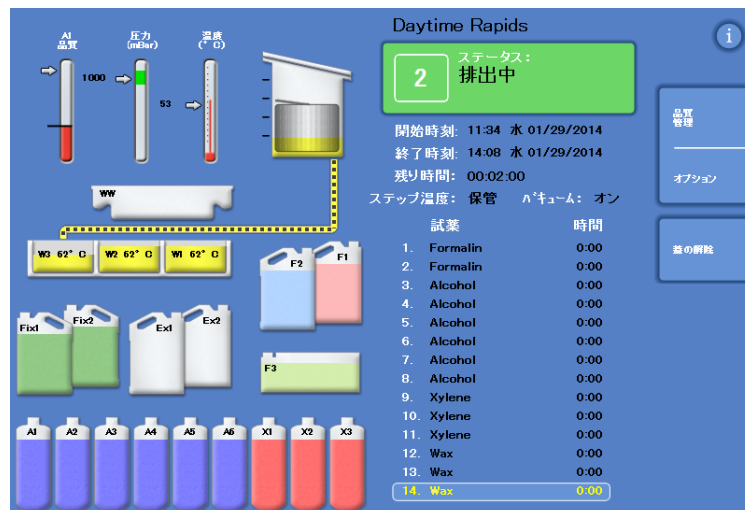 Daytime Rapids
A1
品質
圧力
(mBar)
温度
(° C)
1000
53
2
ステータス:
排出中
開始時刻: 11:34 水 01/29/2014
終了時刻: 14:08 水 01/29/2014
残り時間: 00:02:00
ステップ温度: 保管 バキューム: オン
試薬 時間
1. Formalin 0:00
2. Formalin 0:00
3. Alcohol 0:00
4. Alcohol 0:00
5. Alcohol 0:00
6. Alcohol 0:00
7. Alcohol 0:00
8. Alcohol 0:00
9. Xylene 0:00
10. Xylene 0:00
11. Xylene 0:00
12. Wax 0:00
13. Wax 0:00
14. Wax 0:00
WW
W3 62° C W2 62° C W1 62° C
F2 F1
Fix1 Fix2 Ex1 Ex2
F3
A1 A2 A3 A4 A5 A6 X1 X2 X3
i
品質
管理
オプション
蓋の解除